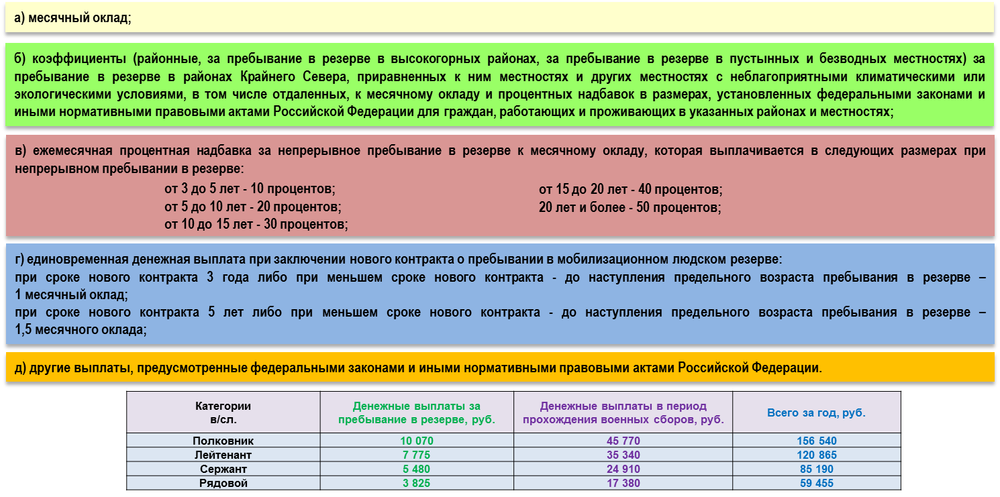 а) месячный оклад;
б) коэффициенты (районные, за пребывание в резерве в высокогорных районах, за пребывание в резерве в пустынных и безводных местностях) за
пребывание в резерве в районах Крайнего Севера, приравненных к ним местностях и других местностях с неблагоприятными климатическими или
экологическими условиями, в том числе отдаленных, к месячному окладу и процентных надбавок в размерах, установленных федеральными законами и
иными нормативными правовыми актами Российской Федерации для граждан, работающих и проживающих в указанных районах и местностях;
в) ежемесячная процентная надбавка за непрерывное пребывание в резерве к месячному окладу, которая выплачивается в следующих размерах при
непрерывном пребывании в резерве:
от 3 до 5 лет - 10 процентов;
от 5 до 10 лет - 20 процентов;
от 10 до 15 лет - 30 процентов;
от 15 до 20 лет - 40 процентов;
20 лет и более - 50 процентов;
г) единовременная денежная выплата при заключении нового контракта о пребывании в мобилизационном людском резерве:
при сроке нового контракта 3 года либо при меньшем сроке нового контракта - до наступления предельного возраста пребывания в резерве –
1 месячный оклад;
при сроке нового контракта 5 лет либо при меньшем сроке нового контракта - до наступления предельного возраста пребывания в резерве –
1,5 месячного оклада;
д) другие выплаты, предусмотренные федеральными законами и иными нормативными правовыми актами Российской Федерации.
Категории
в/сл.
Денежные выплаты за
пребывание в резерве, руб.
Денежные выплаты в период
прохождения военных сборов, руб.
Всего за год, руб.
Полковник 10 070 45 770 156 540
Лейтенант 7 775 35 340 120 865
Сержант 5 480 24 910 85 190
Рядовой 3 825 17 380 59 455